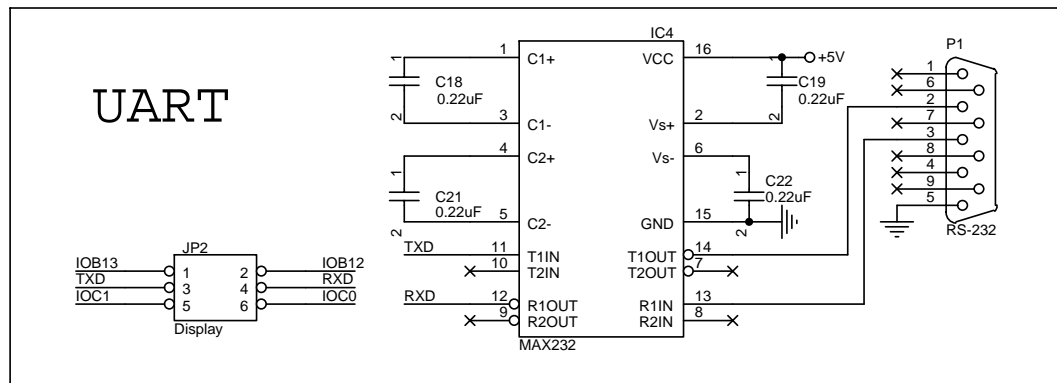 UART
IC4
MAX232
1 C1+
3 C1-
4 C2+
5 C2-
TXD 11 T1IN
10 T2IN
RXD 12 R1OUT
9 R2OUT
VCC 16
+5V
Vs+ 2
Vs- 6
GND 15
T1OUT 14
T2OUT 7
R1IN 13
R2IN 8
1
C18
0.22uF
2
1
C21
0.22uF
2
1
C19
0.22uF
2
1
C22
0.22uF
2
P1
1
6
2
7
3
8
4
9
5
RS-232
JP2
IOB13 1 2 IOB12
TXD 3 4 RXD
IOC1 5 6 IOC0
Display